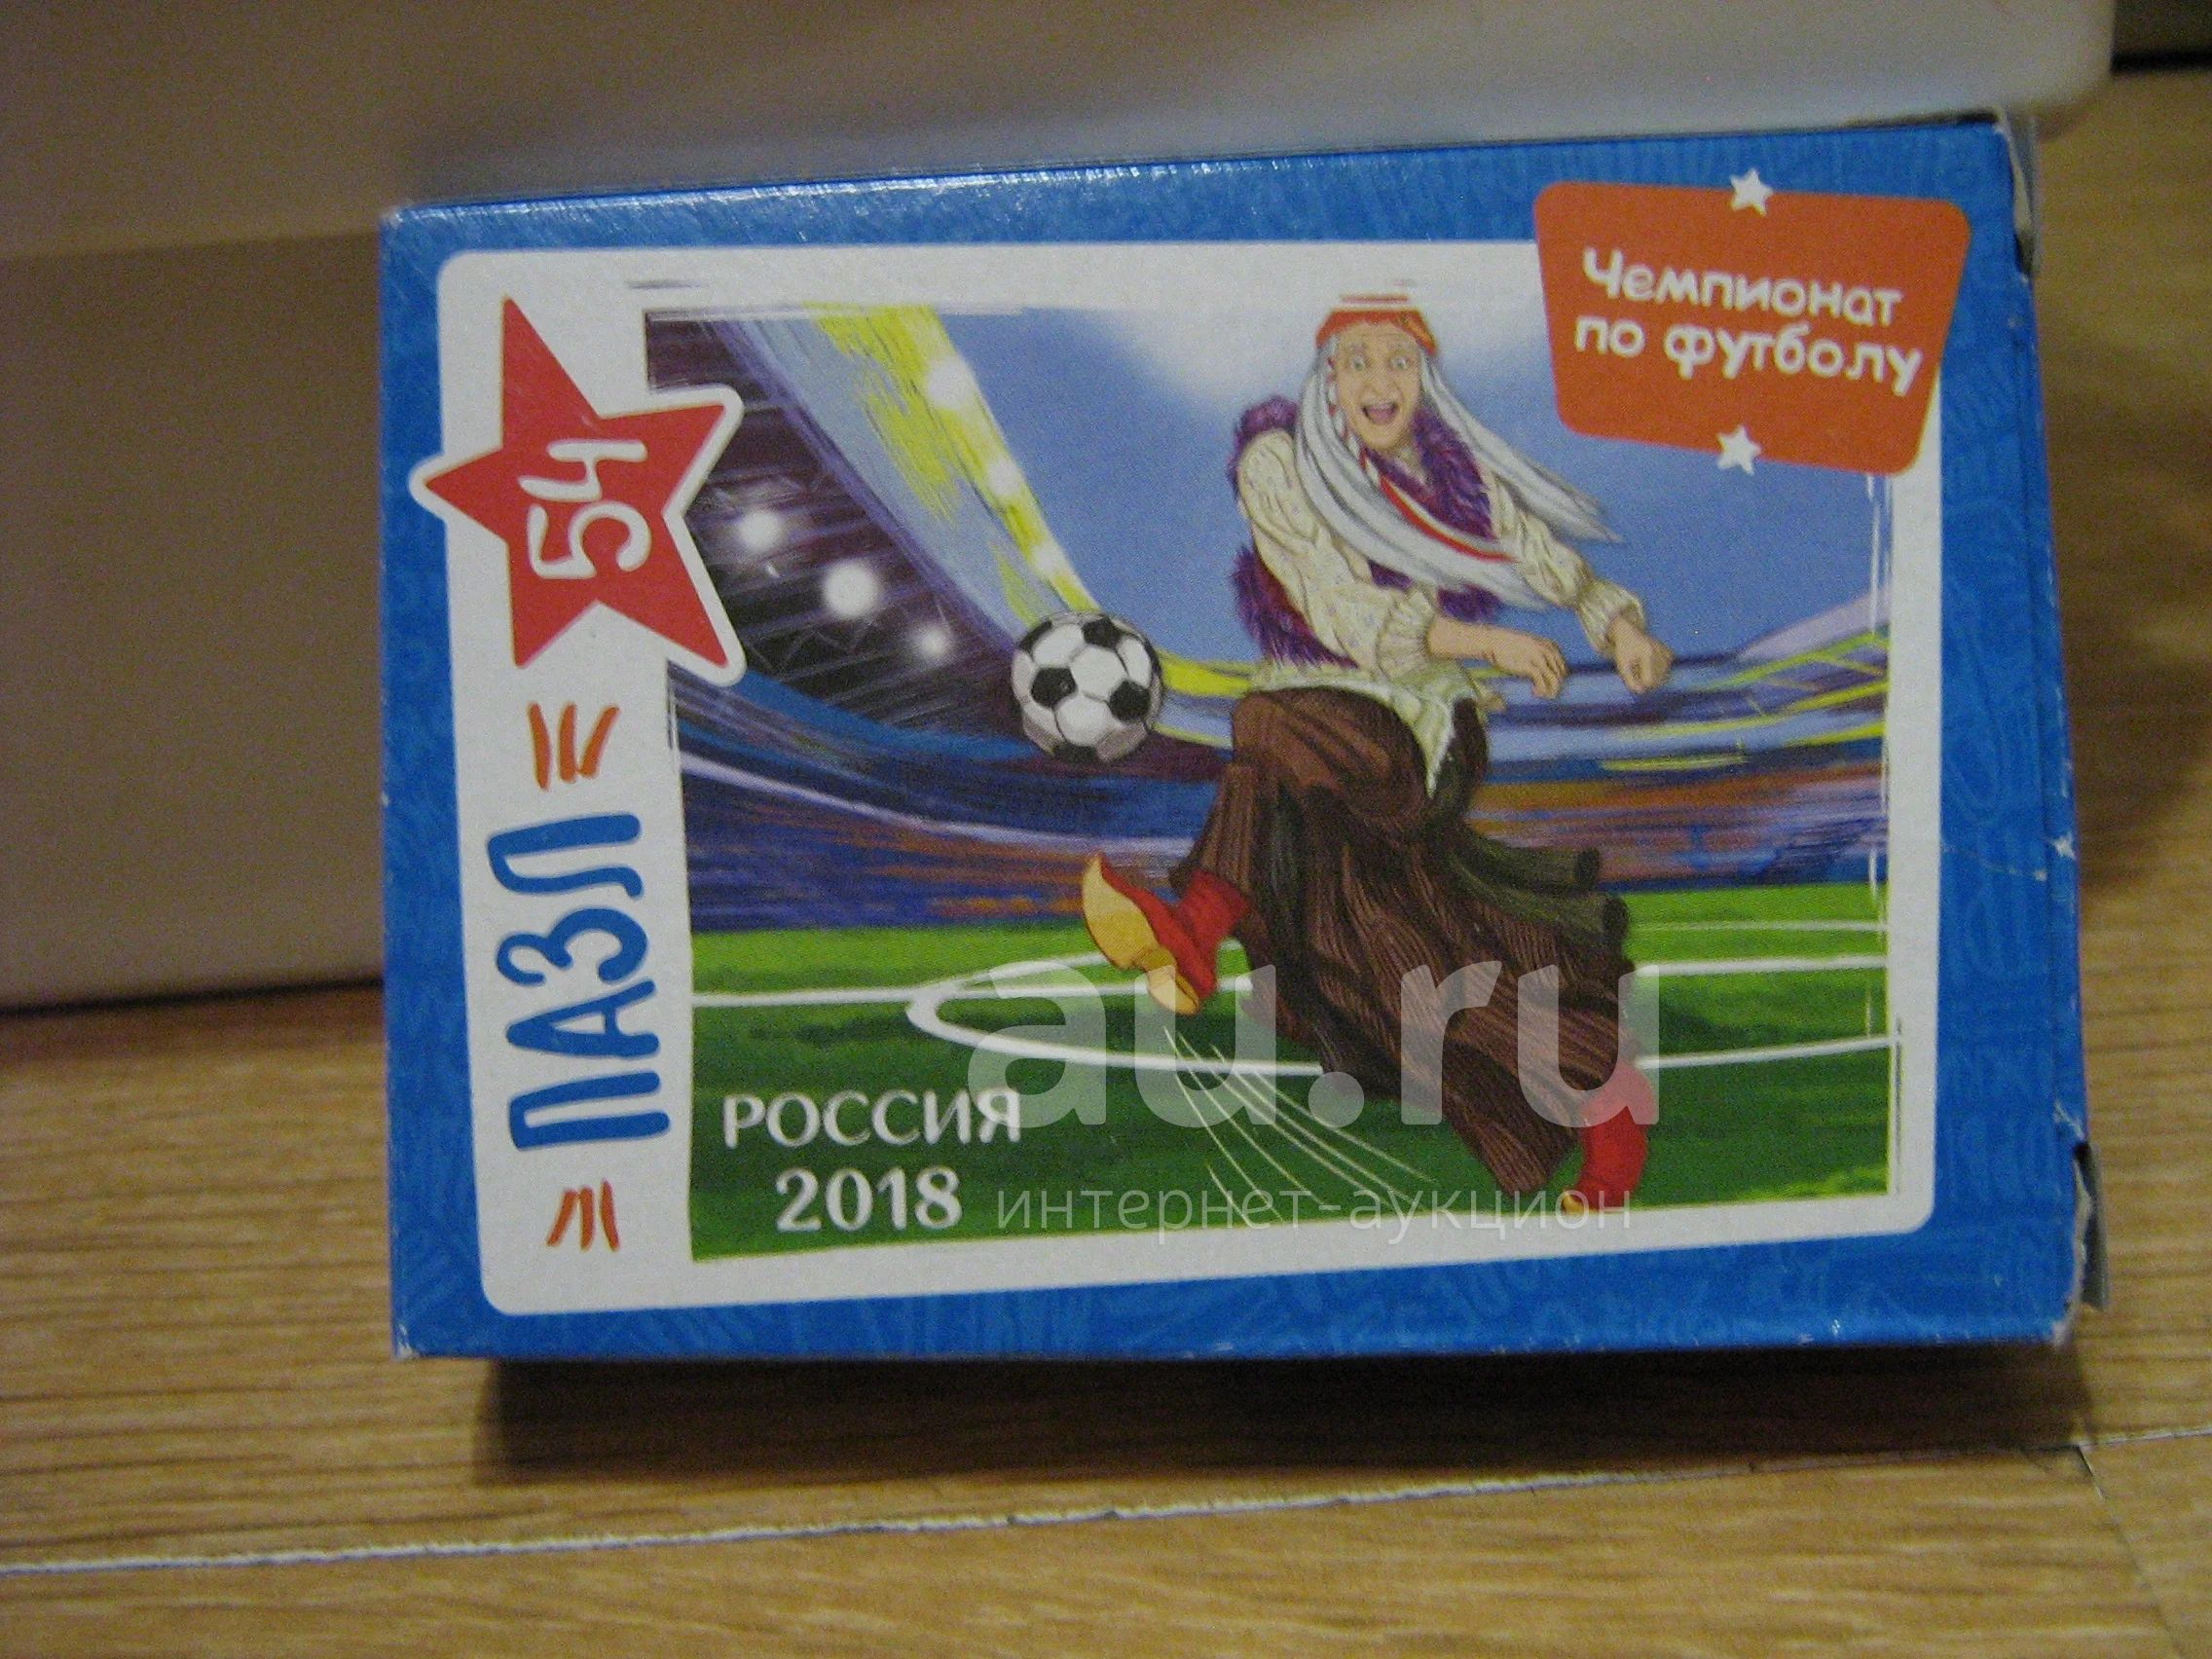 Чемпионат
по футболу
54
ПАЗЛ
РОССИЯ
2018
au.ru
интернет-аукцион